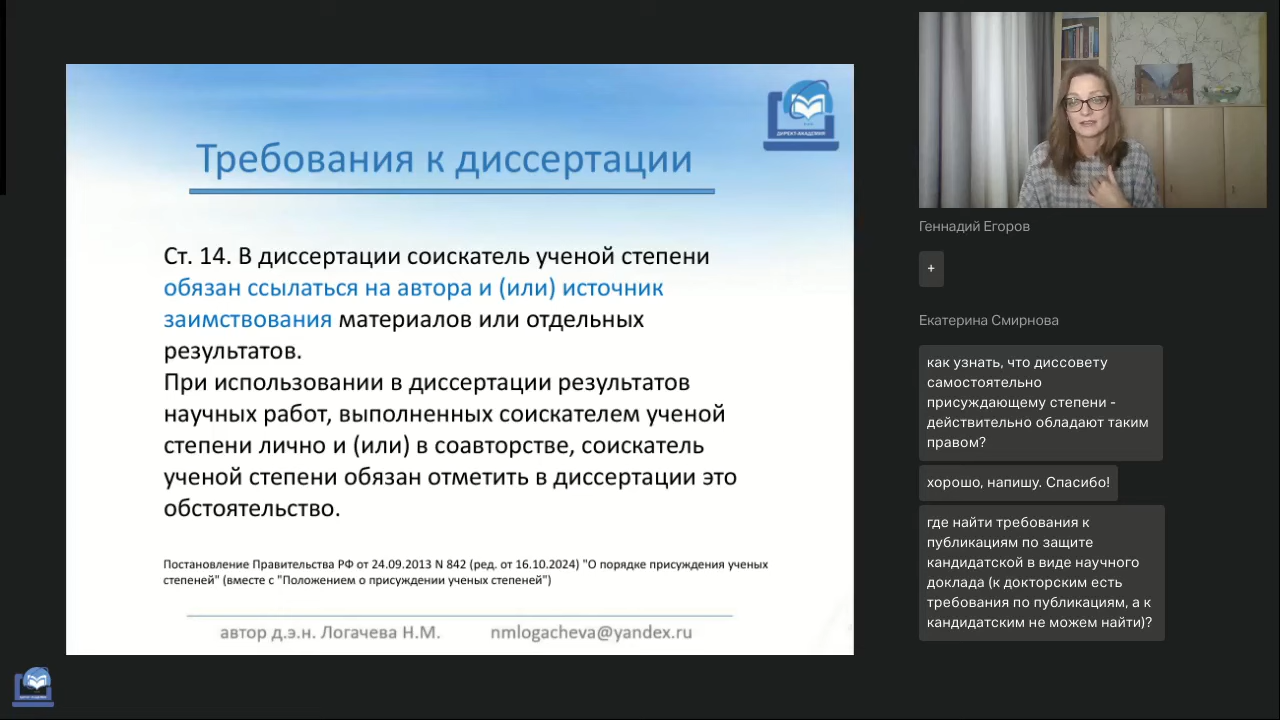 ДИРЕКТ-АКАДЕМИЯ
Требования к диссертации
Ст. 14. В диссертации соискатель ученой степени
обязан ссылаться на автора и (или) источник
заимствования материалов или отдельных
результатов.
При использовании в диссертации результатов
научных работ, выполненных соискателем ученой
степени лично и (или) в соавторстве, соискатель
ученой степени обязан отметить в диссертации это
обстоятельство.
Постановление Правительства РФ от 24.09.2013 N 842 (ред. от 16.10.2024) "О порядке присуждения ученых
степеней" (вместе с "Положением о присуждении ученых степеней")
автор д.э.н. Логачева Н.М. nmlogacheva@yandex.ru
Геннадий Егоров
+
Екатерина Смирнова
как узнать, что диссовету
самостоятельно
присуждающему степени -
действительно обладают таким
правом?
хорошо, напишу. Спасибо!
где найти требования к
публикациям по защите
кандидатской в виде научного
доклада (к докторским есть
требования по публикациям, а к
кандидатским не можем найти)?